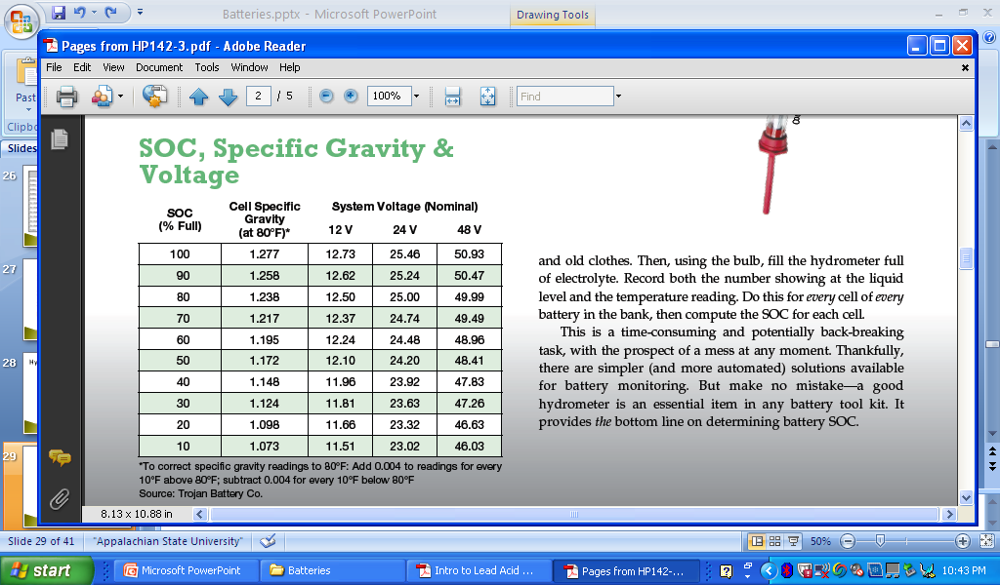 Batteries.pptx - Microsoft PowerPoint
Drawing Tools
Pages from HP142-3.pdf - Adobe Reader
File Edit View Document Tools Window Help
Past
2 / 5 100% Find
Clipbo
Slides
26
27
28
29
SOC, Specific Gravity &
Voltage
SOC
(% Full)
Cell Specific
Gravity
(at 80°F)*
System Voltage (Nominal)
12 V 24 V 48 V
100 1.277 12.73 25.46 50.93
90 1.258 12.62 25.24 50.47
80 1.238 12.50 25.00 49.99
70 1.217 12.37 24.74 49.49
60 1.195 12.24 24.48 48.96
50 1.172 12.10 24.20 48.41
40 1.148 11.96 23.92 47.83
30 1.124 11.81 23.63 47.26
20 1.098 11.66 23.32 46.63
10 1.073 11.51 23.02 46.03
*To correct specific gravity readings to 80°F: Add 0.004 to readings for every
10°F above 80°F; subtract 0.004 for every 10°F below 80°F
Source: Trojan Battery Co.
and old clothes. Then, using the bulb, fill the hydrometer full
of electrolyte. Record both the number showing at the liquid
level and the temperature reading. Do this for every cell of every
battery in the bank, then compute the SOC for each cell.
This is a time-consuming and potentially back-breaking
task, with the prospect of a mess at any moment. Thankfully,
there are simpler (and more automated) solutions available
for battery monitoring. But make no mistake—a good
hydrometer is an essential item in any battery tool kit. It
provides the bottom line on determining battery SOC.
8.13 x 10.88 in
Slide 29 of 41 "Appalachian State University" 50%
start Microsoft PowerPoint Batteries Intro to Lead Acid ... Pages from HP142-... 10:43 PM